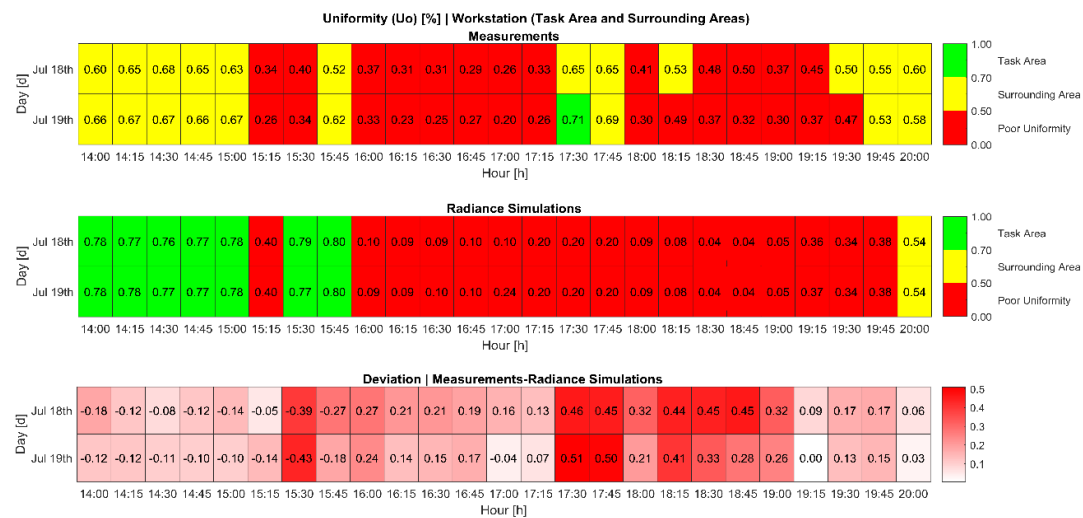 Uniformity (Uo) [%] | Workstation (Task Area and Surrounding Areas)
Measurements
Day [d]
Jul 18th 0.60 0.65 0.68 0.65 0.63 0.34 0.40 0.52 0.37 0.31 0.31 0.29 0.26 0.33 0.65 0.65 0.41 0.53 0.48 0.50 0.37 0.45 0.50 0.55 0.60
Jul 19th 0.66 0.67 0.67 0.66 0.67 0.26 0.34 0.62 0.33 0.23 0.25 0.27 0.20 0.26 0.71 0.69 0.30 0.49 0.37 0.32 0.30 0.37 0.47 0.53 0.58
14:00 14:15 14:30 14:45 15:00 15:15 15:30 15:45 16:00 16:15 16:30 16:45 17:00 17:15 17:30 17:45 18:00 18:15 18:30 18:45 19:00 19:15 19:30 19:45 20:00
Hour [h]
1.00
Task Area
0.70
Surrounding Area
0.50
Poor Uniformity
0.00
Radiance Simulations
Day [d]
Jul 18th 0.78 0.77 0.76 0.77 0.78 0.40 0.79 0.80 0.10 0.09 0.09 0.10 0.10 0.20 0.20 0.20 0.09 0.08 0.04 0.04 0.05 0.36 0.34 0.38 0.54
Jul 19th 0.78 0.78 0.77 0.77 0.78 0.40 0.77 0.80 0.09 0.09 0.10 0.10 0.24 0.20 0.20 0.20 0.09 0.08 0.04 0.04 0.05 0.37 0.34 0.38 0.54
14:00 14:15 14:30 14:45 15:00 15:15 15:30 15:45 16:00 16:15 16:30 16:45 17:00 17:15 17:30 17:45 18:00 18:15 18:30 18:45 19:00 19:15 19:30 19:45 20:00
Hour [h]
1.00
Task Area
0.70
Surrounding Area
0.50
Poor Uniformity
0.00
Deviation | Measurements-Radiance Simulations
Day [d]
Jul 18th -0.18 -0.12 -0.08 -0.12 -0.14 -0.05 -0.39 -0.27 0.27 0.21 0.21 0.19 0.16 0.13 0.46 0.45 0.32 0.44 0.45 0.45 0.32 0.09 0.17 0.17 0.06
Jul 19th -0.12 -0.12 -0.11 -0.10 -0.10 -0.14 -0.43 -0.18 0.24 0.14 0.15 0.17 -0.04 0.07 0.51 0.50 0.21 0.41 0.33 0.28 0.26 0.00 0.13 0.15 0.03
14:00 14:15 14:30 14:45 15:00 15:15 15:30 15:45 16:00 16:15 16:30 16:45 17:00 17:15 17:30 17:45 18:00 18:15 18:30 18:45 19:00 19:15 19:30 19:45 20:00
Hour [h]
0.5
0.4
0.3
0.2
0.1